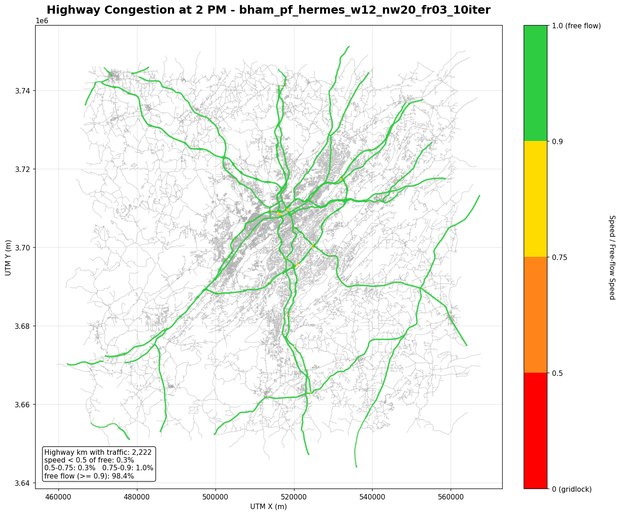 Highway Congestion at 2 PM - bham_pf_hermes_w12_nw20_fr03_10iter
1e6
3.74
3.72
3.70
3.68
3.66
3.64
UTM Y (m)
460000 480000 500000 520000 540000 560000
UTM X (m)
Highway km with traffic: 2,222
speed < 0.5 of free: 0.3%
0.5-0.75: 0.3% 0.75-0.9: 1.0%
free flow (>= 0.9): 98.4%
1.0 (free flow)
0.9
0.75
0.5
0 (gridlock)
Speed / Free-flow Speed